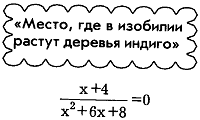 «Место, где в изобилии
растут деревья индиго»
x+4
x²+6x+8
=0